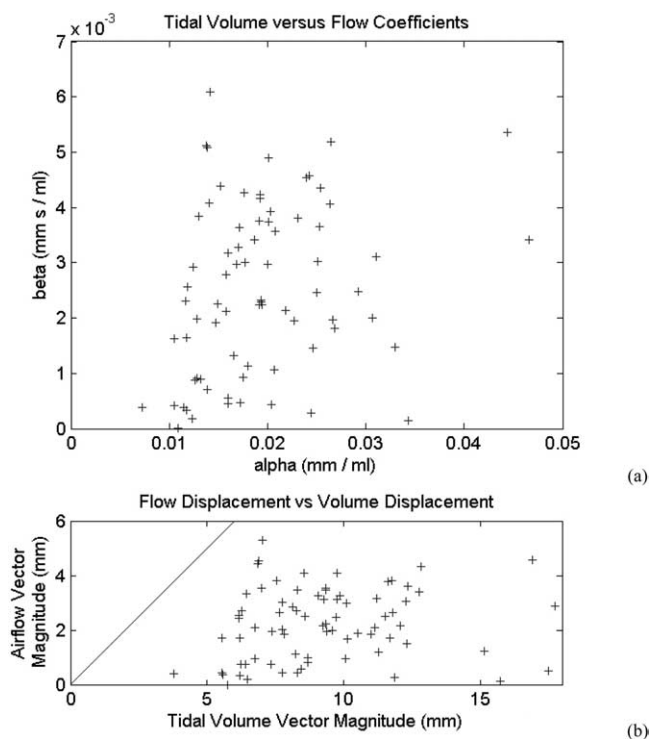 Tidal Volume versus Flow Coefficients
7 × 10⁻³
6
5
4
3
2
1
0
beta (mm s / ml)
0 0.01 0.02 0.03 0.04 0.05
alpha (mm / ml)
(a)
Flow Displacement vs Volume Displacement
6
4
2
0
Airflow Vector
Magnitude (mm)
0 5 10 15
Tidal Volume Vector Magnitude (mm)
(b)